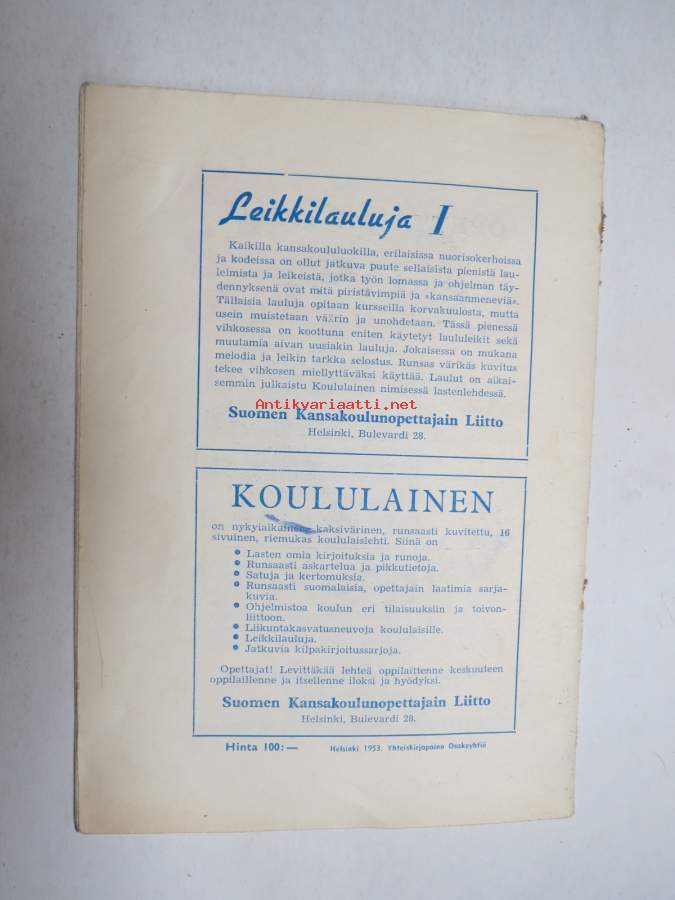 Leikkilauluja I
Kaikilla kansakoululuokilla, erilaisissa nuorisokerhoissa
ja kodeissa on ollut jatkuva puute sellaisista pienistä lau-
lelmista ja leikeistä, jotka työn lomassa ja ohjelman täy-
dennyksenä ovat mitä piristävimpiä ja »kansaanmeneviä».
Tällaisia lauluja opitaan kursseilla korvakuulosta, mutta
usein muistetaan väärin ja unohdetaan. Tässä pienessä
vihkosessa on koottuna eniten käytetyt laululeikit sekä
muutamia aivan uusiakin lauluja. Jokaisessa on mukana
melodia ja leikin tarkka selostus. Runsas värikäs kuvitus
tekee vihkosen miellyttäväksi käyttää. Laulut on aikai-
semmin julkaistu Koululainen nimisessä lastenlehdessä.
Antikvariaatti.net
Suomen Kansakoulunopettajain Liitto
Helsinki, Bulevardi 28.
KOULULAINEN
on nykyiaikainen, kaksivärinen, runsaasti kuvitettu, 16
sivuinen, riemukas koululaislehti. Siinä on
● Lasten omia kirjoituksia ja runoja.
● Runsaasti askartelua ja pikkutietoja.
● Satuja ja kertomuksia.
● Runsaasti suomalaisia, opettajain laatimia sarja-
kuvia.
● Ohjelmistoa koulun eri tilaisuuksiin ja toivon-
liittoon.
● Liikuntakasvatusneuvoja koululaisille.
● Leikkilauluja.
● Jatkuvia kilpakirjoitussarjoja.
Opettajat! Levittäkää lehteä oppilaittenne keskuuteen
oppilaillenne ja itsellenne iloksi ja hyödyksi.
Suomen Kansakoulunopettajain Liitto
Helsinki, Bulevardi 28.
Hinta 100:— Helsinki 1953. Yhteiskirjapaino Osakeyhtiö